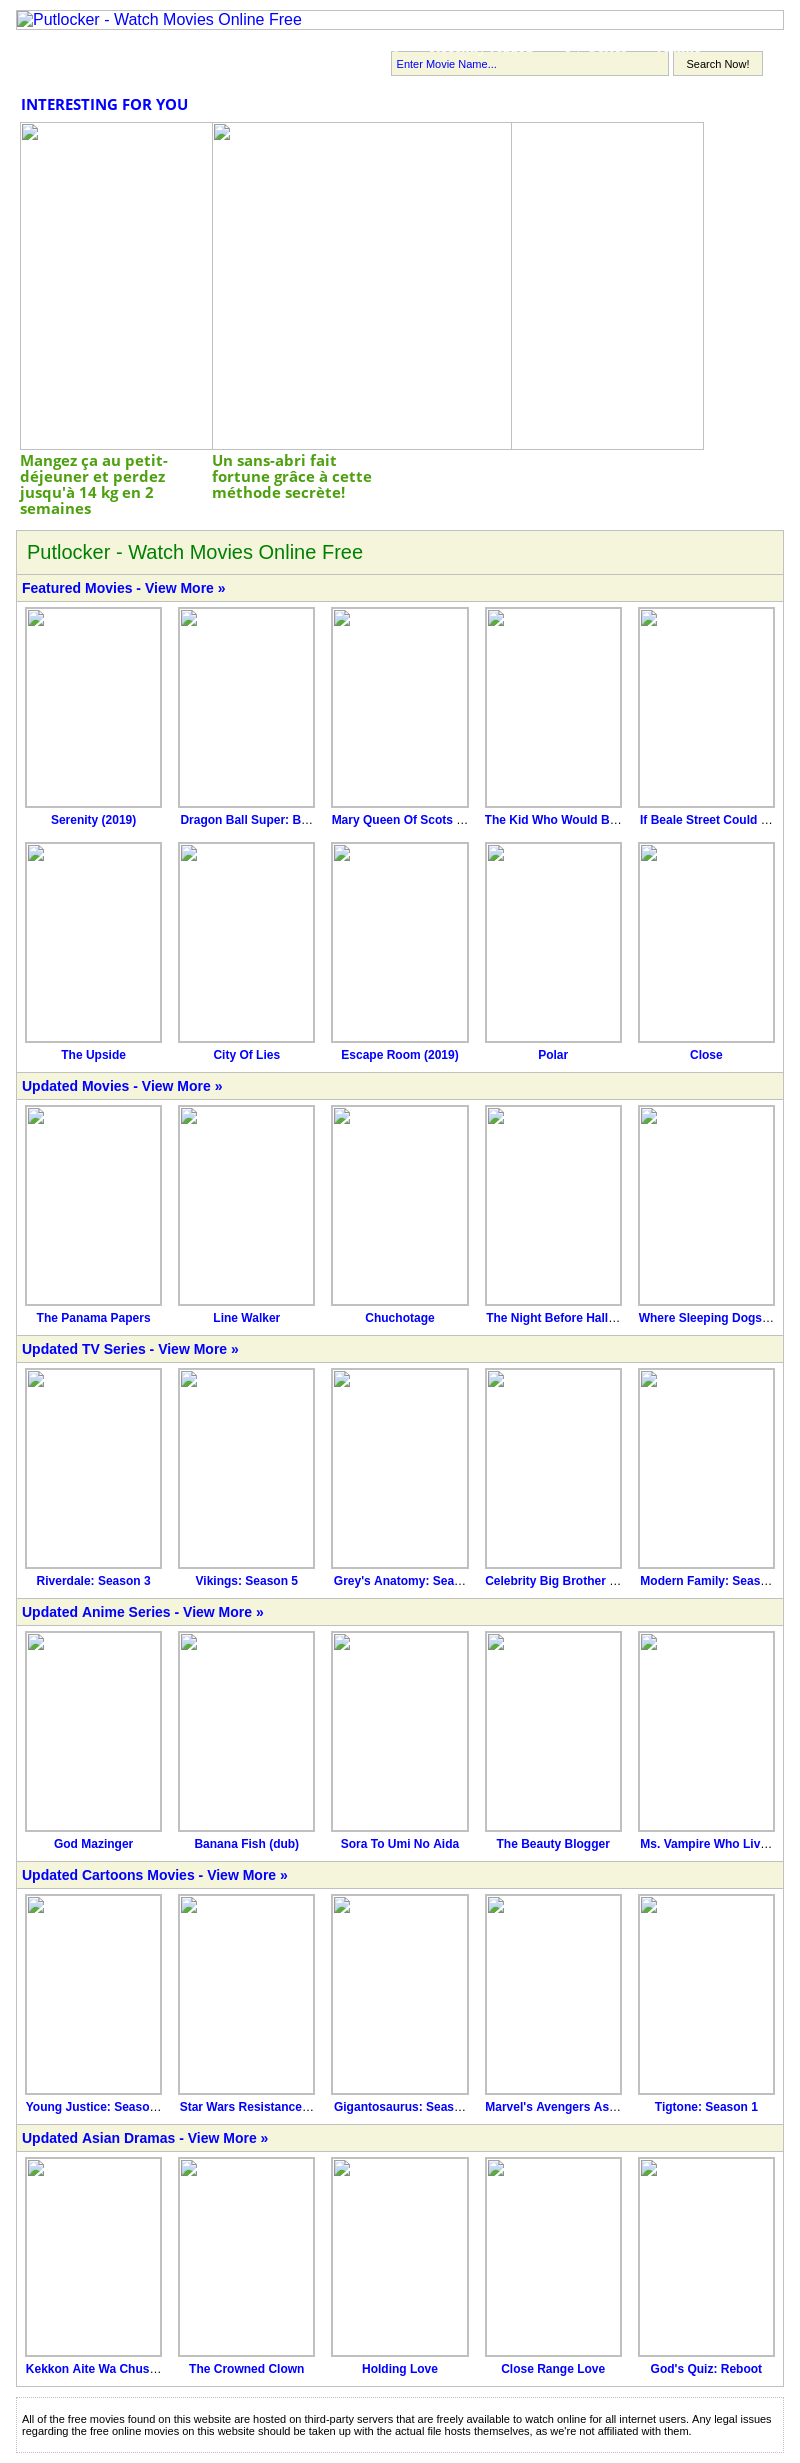 Putlocker - Watch Movies Online Free
Enter Movie Name...
Search Now!
INTERESTING FOR YOU
Mangez ça au petit-
déjeuner et perdez
jusqu'à 14 kg en 2
semaines
Un sans-abri fait
fortune grâce à cette
méthode secrète!
Putlocker - Watch Movies Online Free
Featured Movies - View More »
Serenity (2019)
Dragon Ball Super: B...
Mary Queen Of Scots ...
The Kid Who Would B...
If Beale Street Could ...
The Upside
City Of Lies
Escape Room (2019)
Polar
Close
Updated Movies - View More »
The Panama Papers
Line Walker
Chuchotage
The Night Before Hall...
Where Sleeping Dogs...
Updated TV Series - View More »
Riverdale: Season 3
Vikings: Season 5
Grey's Anatomy: Sea...
Celebrity Big Brother ...
Modern Family: Seas...
Updated Anime Series - View More »
God Mazinger
Banana Fish (dub)
Sora To Umi No Aida
The Beauty Blogger
Ms. Vampire Who Liv...
Updated Cartoons Movies - View More »
Young Justice: Seaso...
Star Wars Resistance...
Gigantosaurus: Seas...
Marvel's Avengers As...
Tigtone: Season 1
Updated Asian Dramas - View More »
Kekkon Aite Wa Chus...
The Crowned Clown
Holding Love
Close Range Love
God's Quiz: Reboot
All of the free movies found on this website are hosted on third-party servers that are freely available to watch online for all internet users. Any legal issues
regarding the free online movies on this website should be taken up with the actual file hosts themselves, as we're not affiliated with them.